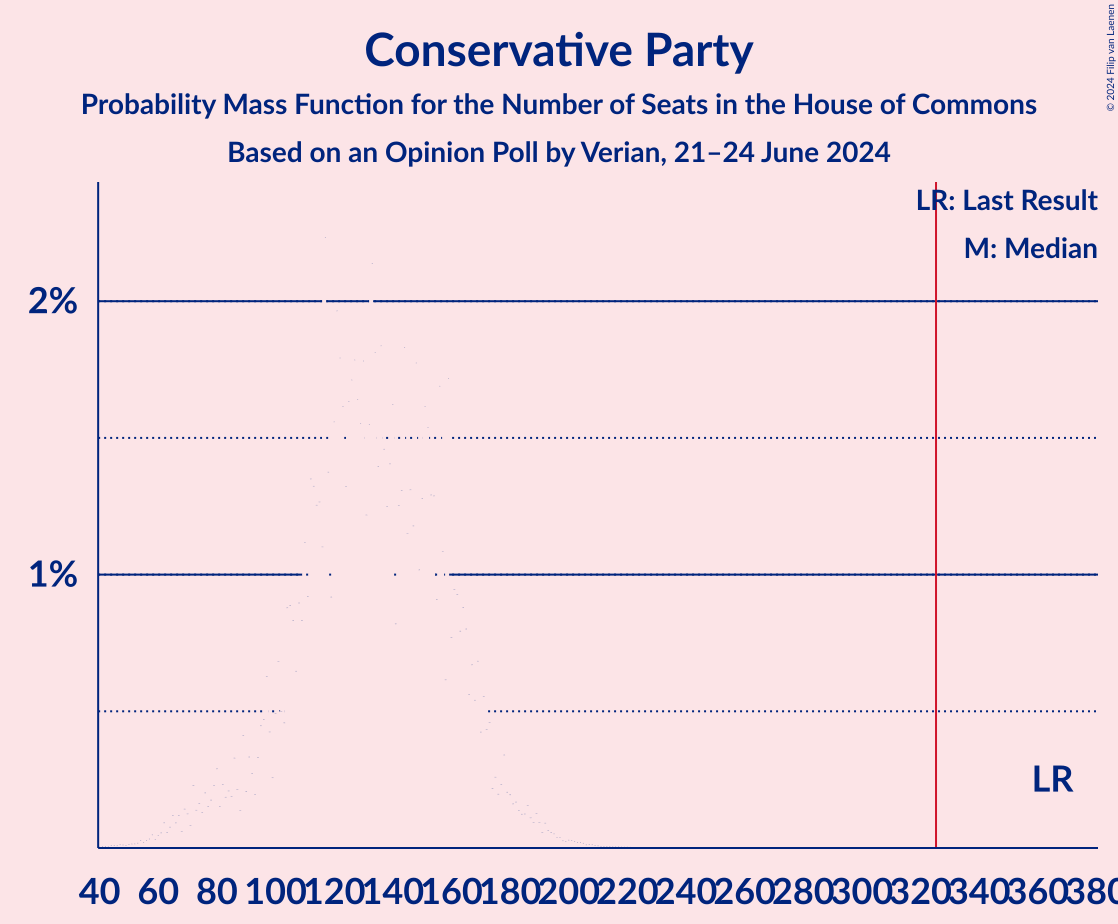 Conservative Party
Probability Mass Function for the Number of Seats in the House of Commons
Based on an Opinion Poll by Verian, 21–24 June 2024
© 2024 Filip van Laenen
LR: Last Result
M: Median
2%
1%
LR
40 60 80 100 120 140 160 180 200 220 240 260 280 300 320 340 360 380